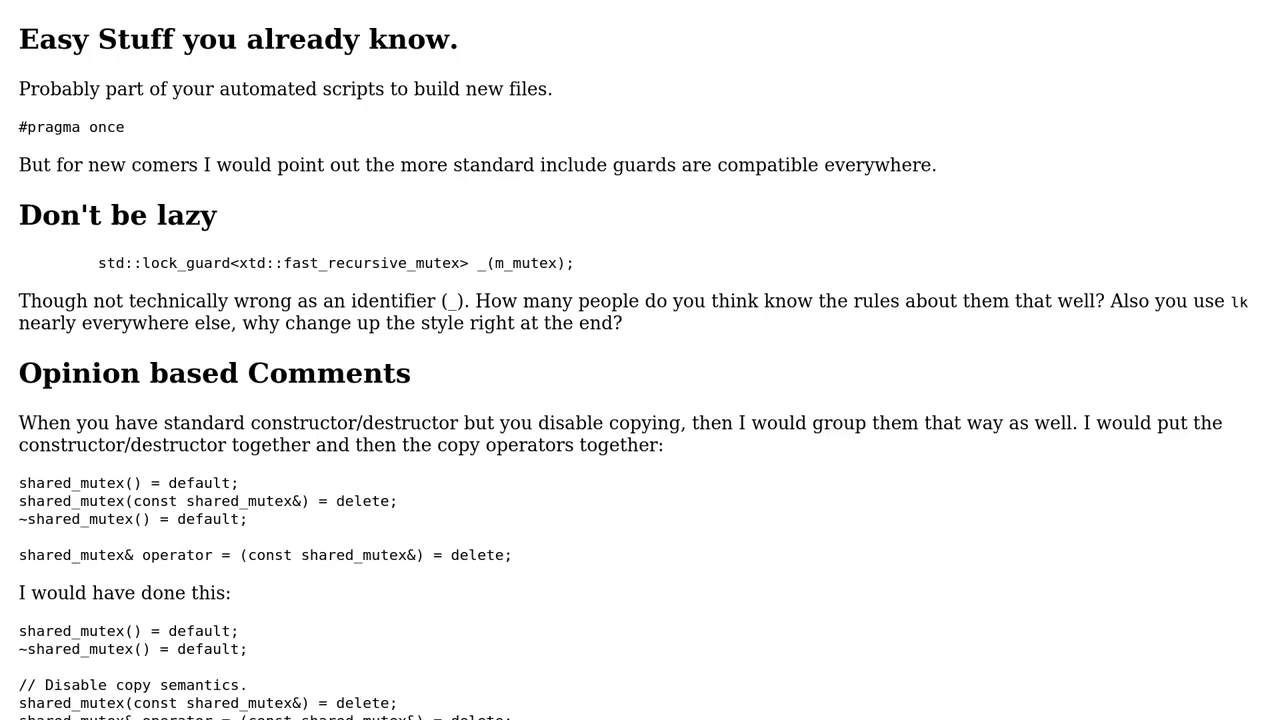 Easy Stuff you already know.
Probably part of your automated scripts to build new files.
#pragma once
But for new comers I would point out the more standard include guards are compatible everywhere.
Don't be lazy
std::lock_guard<xtd::fast_recursive_mutex> _(m_mutex);
Though not technically wrong as an identifier (_). How many people do you think know the rules about them that well? Also you use lk
nearly everywhere else, why change up the style right at the end?
Opinion based Comments
When you have standard constructor/destructor but you disable copying, then I would group them that way as well. I would put the
constructor/destructor together and then the copy operators together:
shared_mutex() = default;
shared_mutex(const shared_mutex&) = delete;
~shared_mutex() = default;
shared_mutex& operator = (const shared_mutex&) = delete;
I would have done this:
shared_mutex() = default;
~shared_mutex() = default;
// Disable copy semantics.
shared_mutex(const shared_mutex&) = delete;
shared_mutex& operator = (const shared_mutex&) = delete;